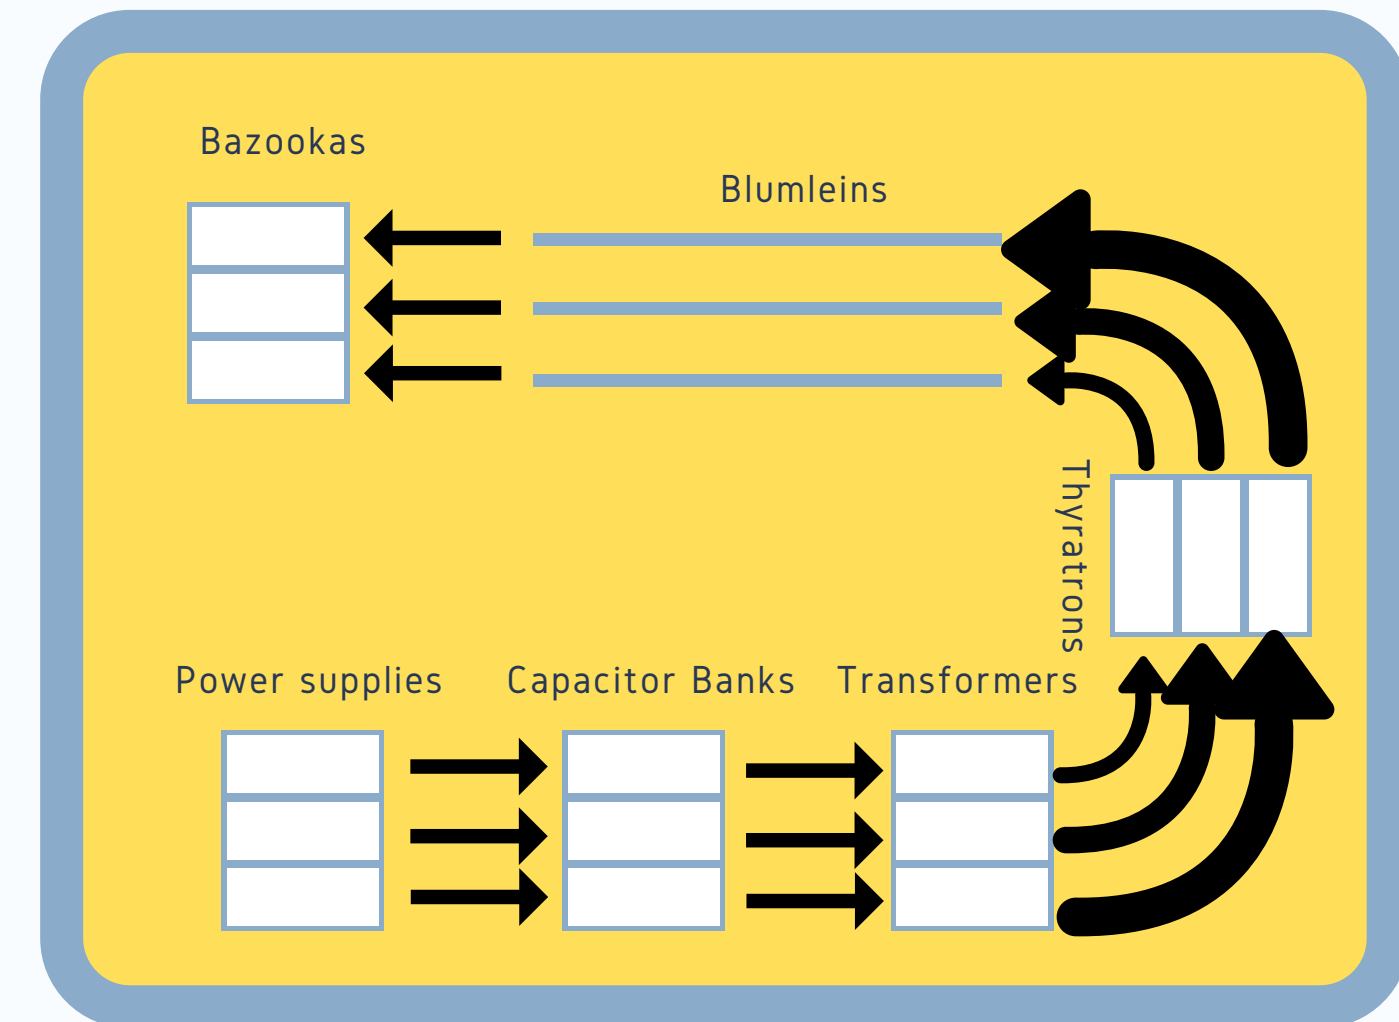 Bazookas
Blumleins
Thyratrons
Power supplies
Capacitor Banks
Transformers